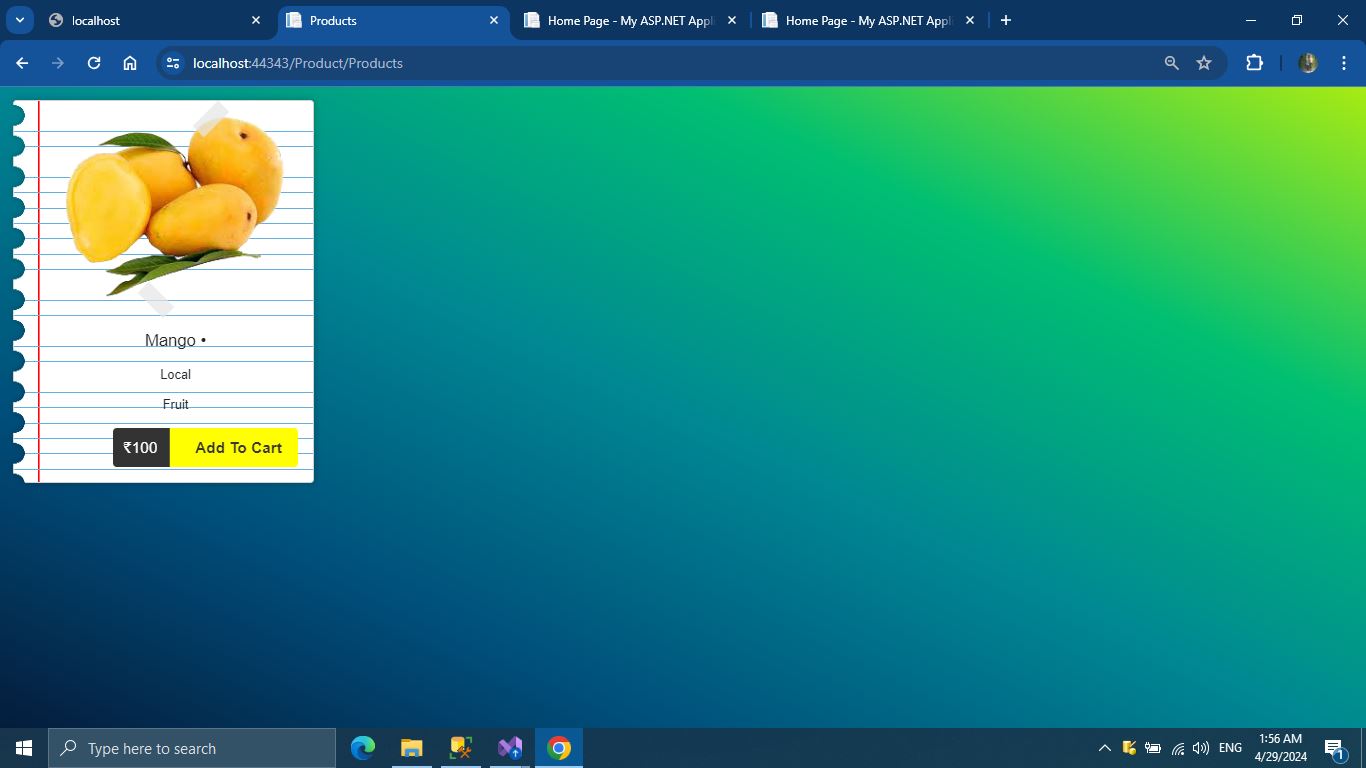 localhost
Products
Home Page - My ASP.NET Appl
Home Page - My ASP.NET Appl
localhost:44343/Product/Products
Mango •
Local
Fruit
₹100
Add To Cart
Type here to search
ENG
1:56 AM
4/29/2024
1